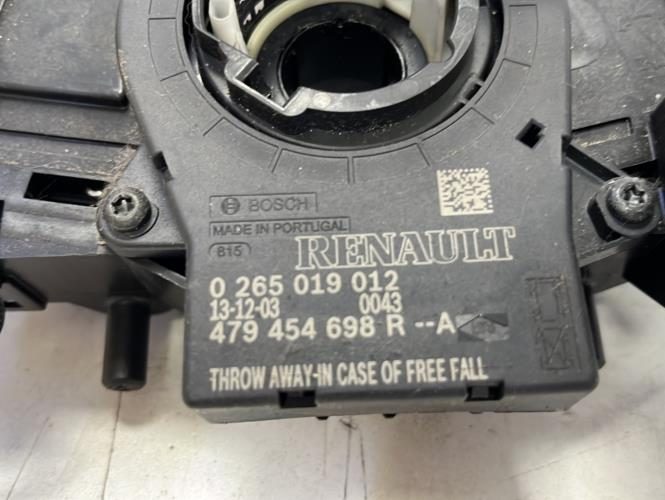 BOSCH
MADE IN PORTUGAL
815
RENAULT
0 265 019 012
13-12-03 0043
479 454 698 R --A
THROW AWAY-IN CASE OF FREE FALL